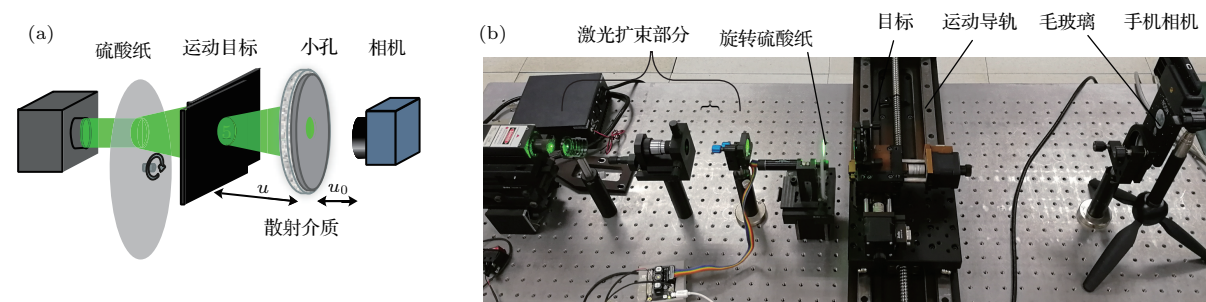 (a)
硫酸纸
运动目标
小孔
相机
u
u₀
散射介质
(b)
激光扩束部分
旋转硫酸纸
目标
运动导轨
毛玻璃
手机相机